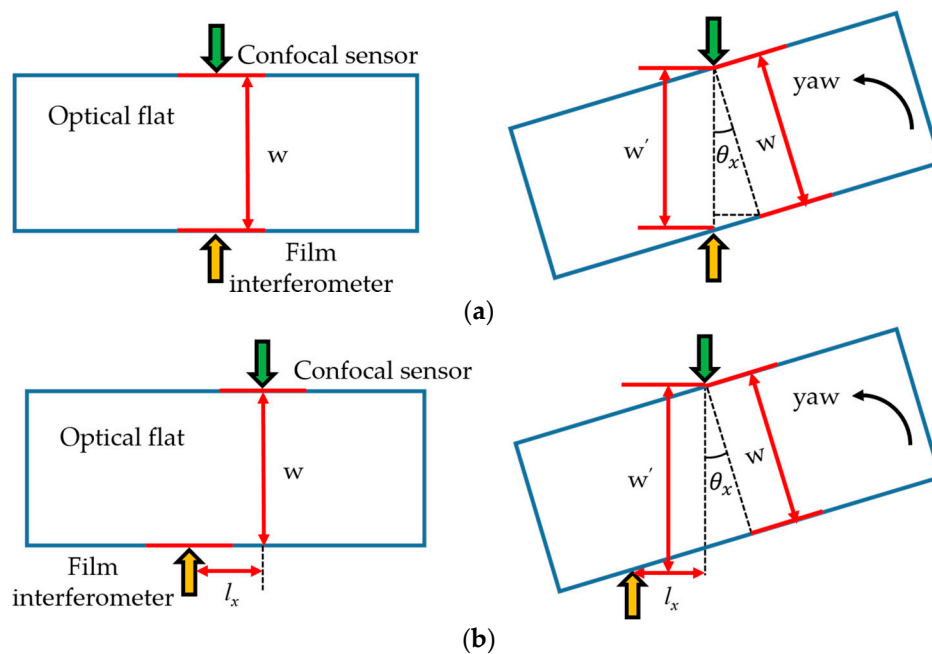 Confocal sensor
Optical flat
w
Film
interferometer
yaw
w′
θx
w
(a)
Confocal sensor
Optical flat
w
Film
interferometer
lx
yaw
w′
θx
w
lx
(b)